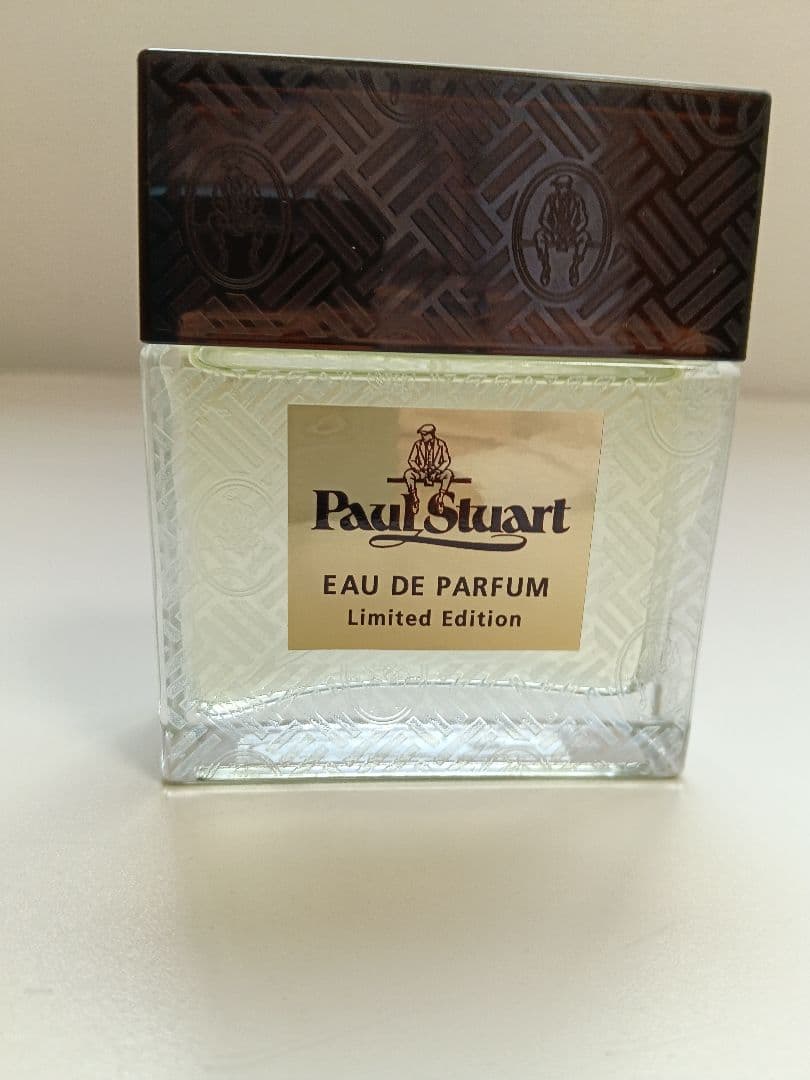 Paul Stuart
EAU DE PARFUM
Limited Edition